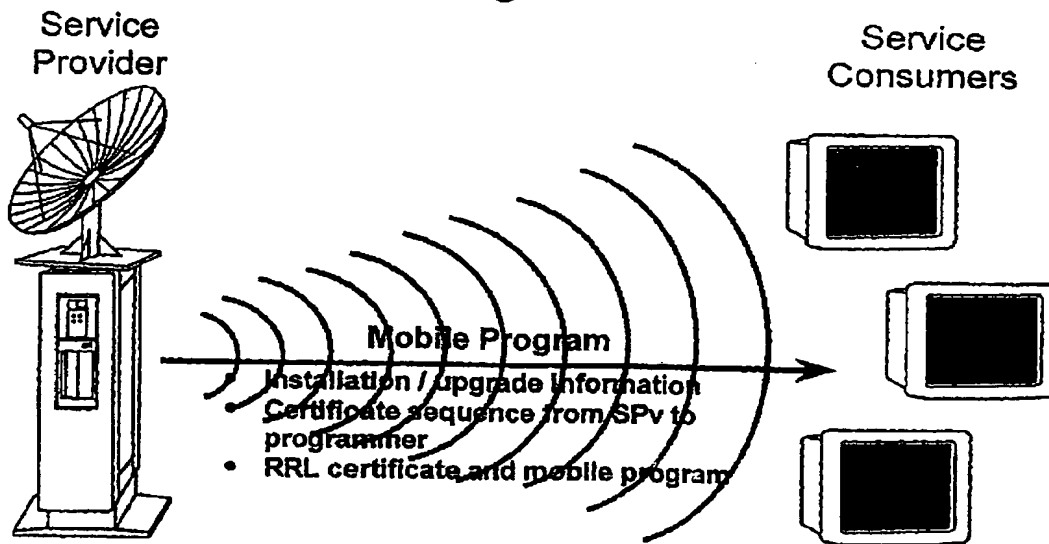 Service
Provider
Service
Consumers
Mobile Program
• Installation / upgrade Information
• Certificate sequence from SPv to
programmer
• RRL certificate and mobile program